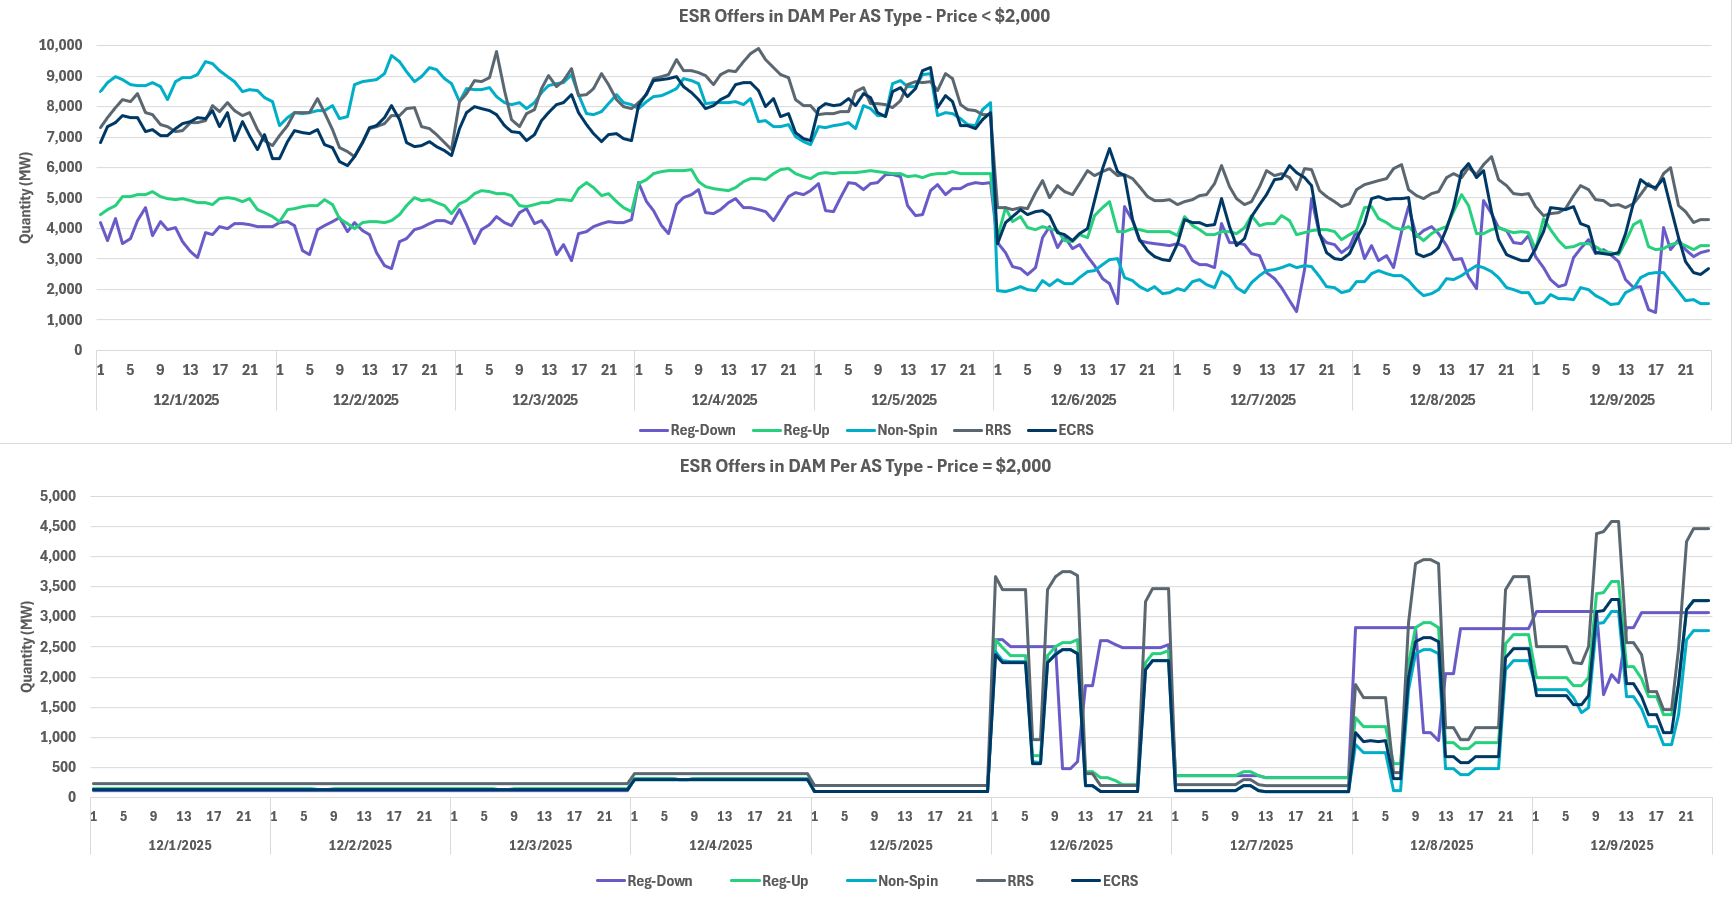 ESR Offers in DAM Per AS Type - Price < $2,000
Quantity (MW)
10,000
9,000
8,000
7,000
6,000
5,000
4,000
3,000
2,000
1,000
0
1 5 9 13 17 21 1 5 9 13 17 21 1 5 9 13 17 21 1 5 9 13 17 21 1 5 9 13 17 21 1 5 9 13 17 21 1 5 9 13 17 21 1 5 9 13 17 21 1 5 9 13 17 21
12/1/2025 12/2/2025 12/3/2025 12/4/2025 12/5/2025 12/6/2025 12/7/2025 12/8/2025 12/9/2025
Reg-Down Reg-Up Non-Spin RRS ECRS
ESR Offers in DAM Per AS Type - Price = $2,000
Quantity (MW)
5,000
4,500
4,000
3,500
3,000
2,500
2,000
1,500
1,000
500
0
1 5 9 13 17 21 1 5 9 13 17 21 1 5 9 13 17 21 1 5 9 13 17 21 1 5 9 13 17 21 1 5 9 13 17 21 1 5 9 13 17 21 1 5 9 13 17 21 1 5 9 13 17 21
12/1/2025 12/2/2025 12/3/2025 12/4/2025 12/5/2025 12/6/2025 12/7/2025 12/8/2025 12/9/2025
Reg-Down Reg-Up Non-Spin RRS ECRS